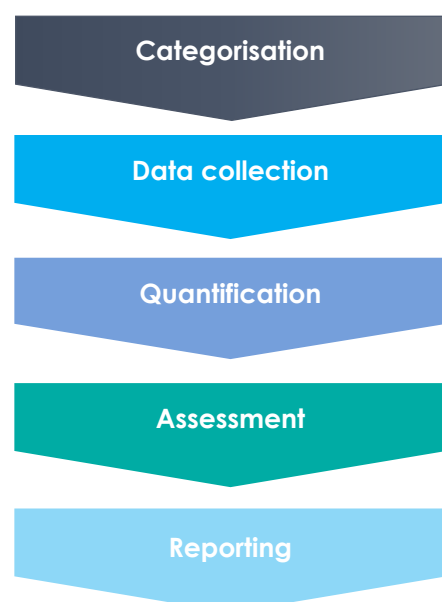 Categorisation
Data collection
Quantification
Assessment
Reporting